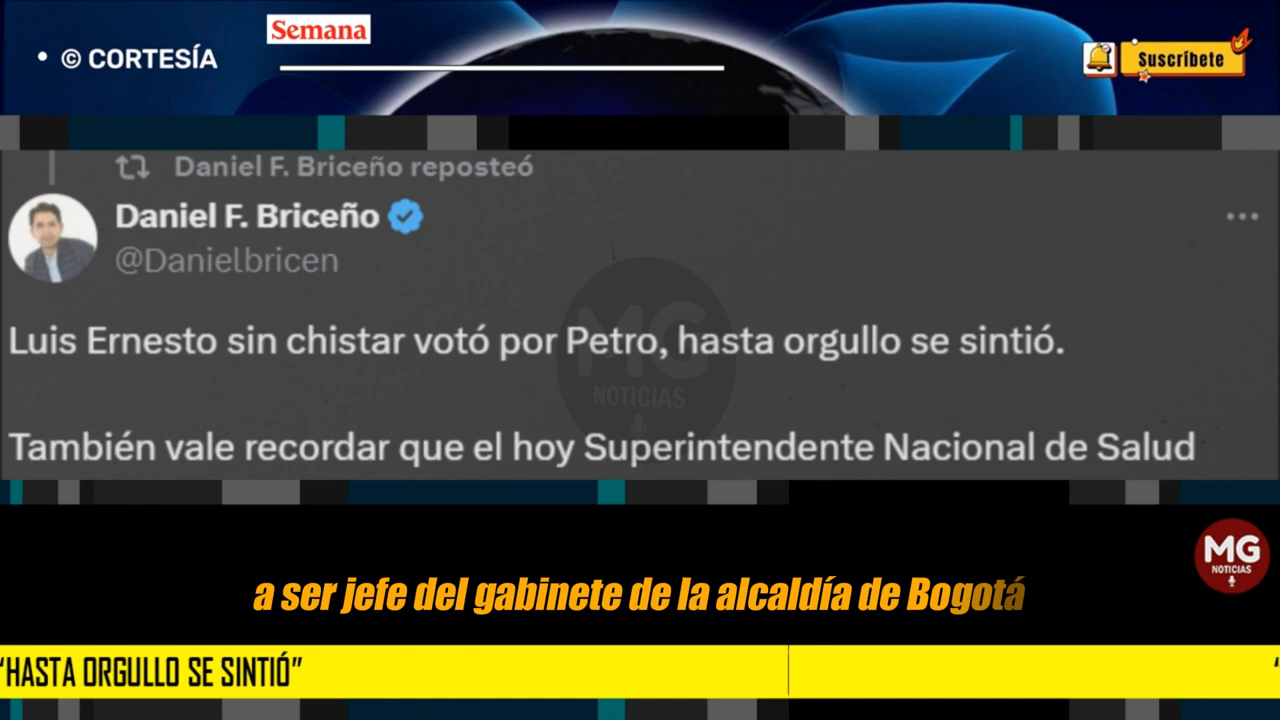 Semana
• © CORTESÍA
Suscríbete
Daniel F. Briceño reposteó
Daniel F. Briceño
@Danielbricen
Luis Ernesto sin chistar votó por Petro, hasta orgullo se sintió.
También vale recordar que el hoy Superintendente Nacional de Salud
MG
NOTICIAS
a ser jefe del gabinete de la alcaldía de Bogotá
MG
NOTICIAS
“HASTA ORGULLO SE SINTIÓ”